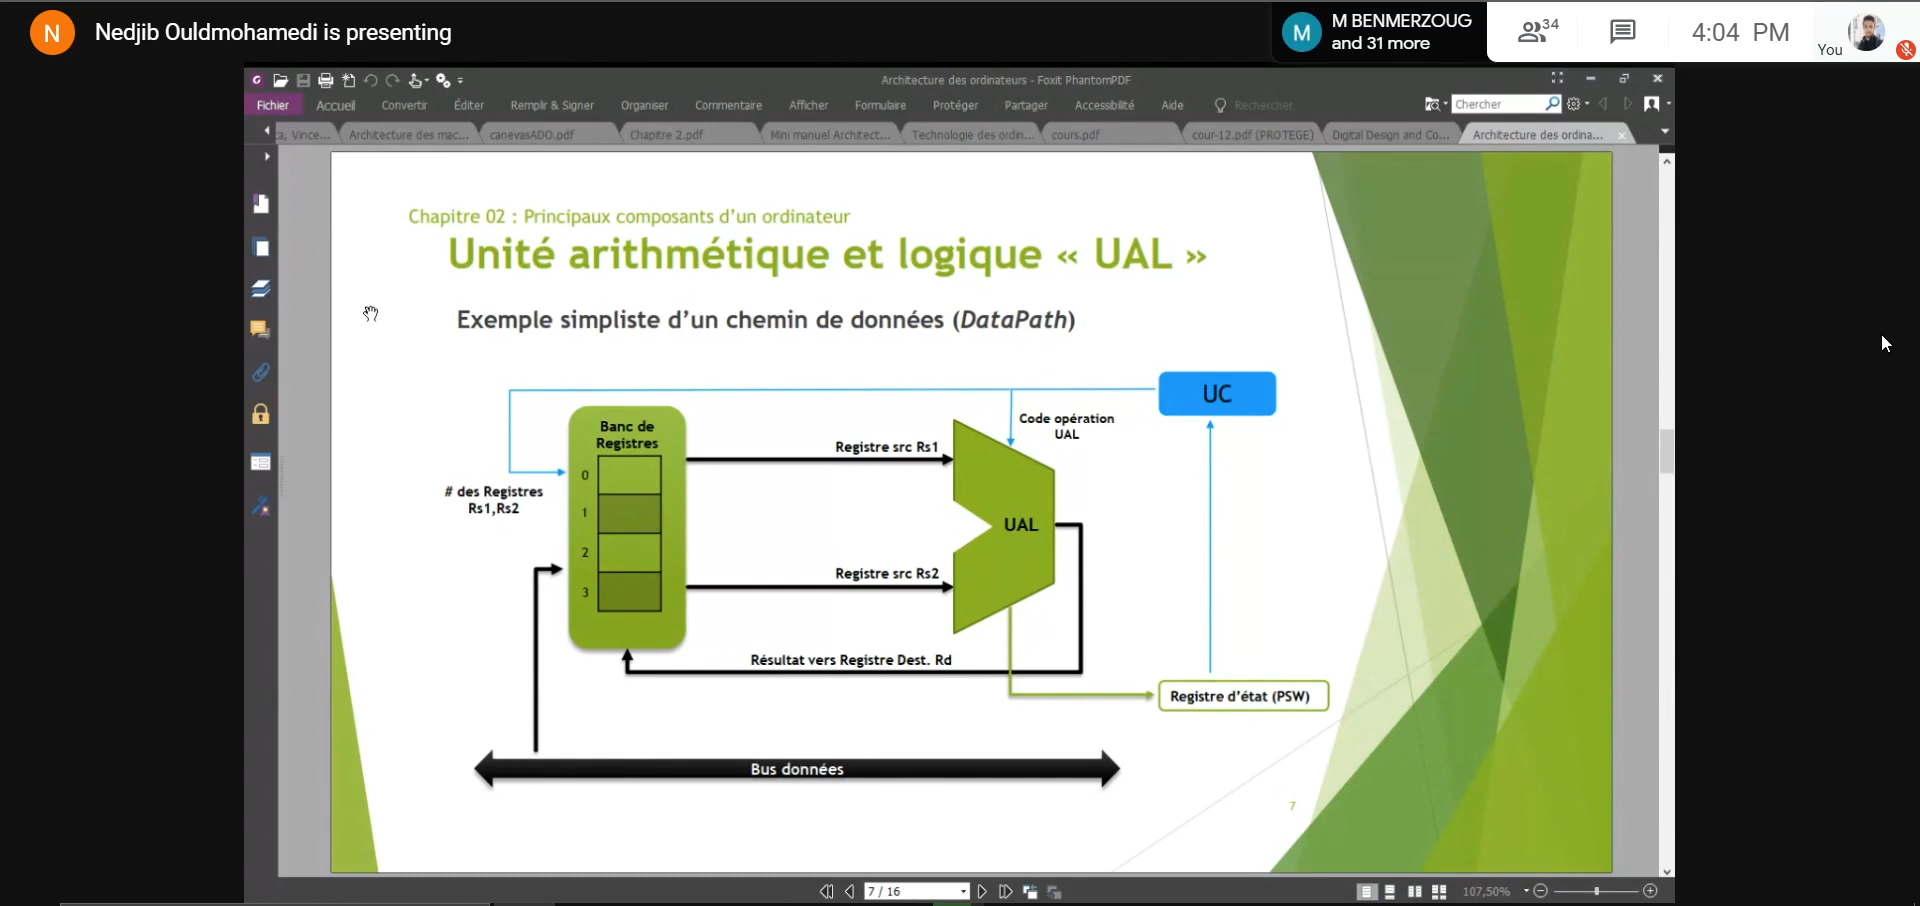 N Nedjib Ouldmohamedi is presenting
M M BENMERZOUG
and 31 more
34
4:04 PM
You
Architecture des ordinateurs - Foxit PhantomPDF
Fichier Accueil Convertir Éditer Remplir & Signer Organiser Commentaire Afficher Formulaire Protéger Partager Accessibilité Aide Rechercher Chercher
ca, Vince... Architecture des mac... canevasADO.pdf Chapitre 2.pdf Mini manuel Architect... Technologie des ordin... cours.pdf cour-12.pdf (PROTEGE) Digital Design and Co... Architecture des ordina...
Chapitre 02 : Principaux composants d'un ordinateur
Unité arithmétique et logique « UAL »
Exemple simpliste d'un chemin de données (DataPath)
UC
Code opération
UAL
Banc de
Registres
0
1
2
3
# des Registres
Rs1,Rs2
Registre src Rs1
UAL
Registre src Rs2
Résultat vers Registre Dest. Rd
Registre d'état (PSW)
Bus données
7
7 / 16
107,50%